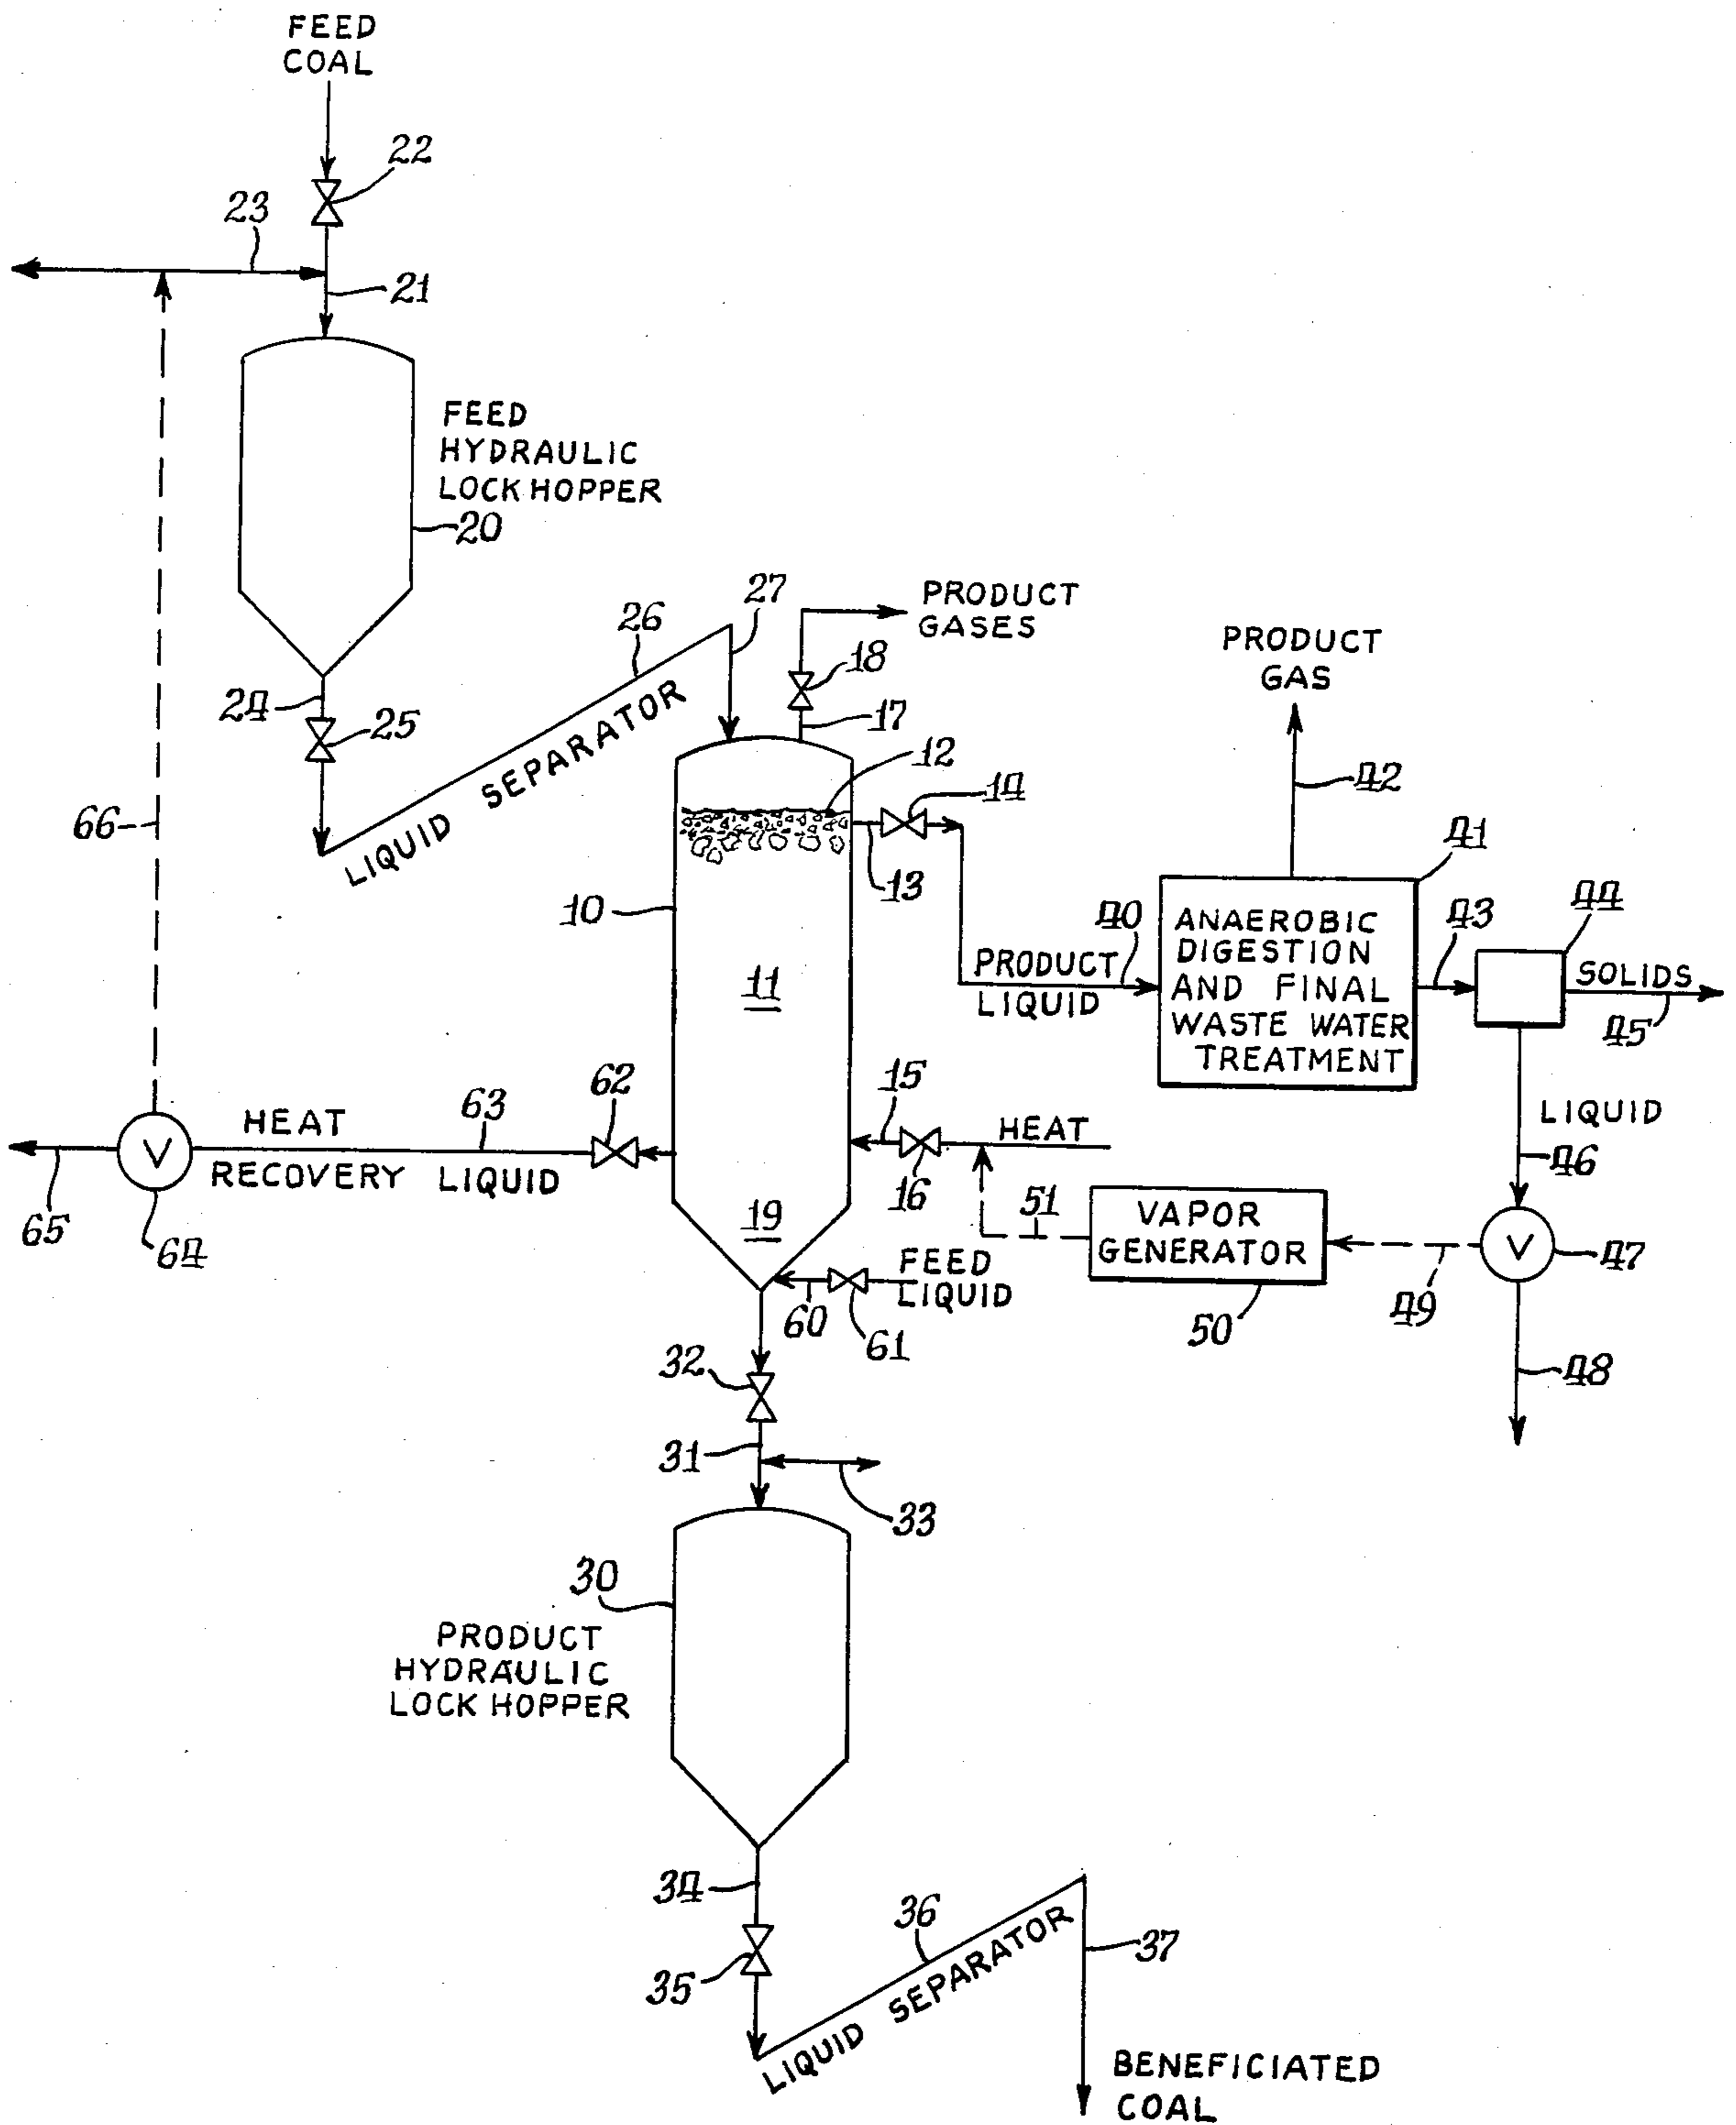 FEED
COAL
22
23
21
FEED
HYDRAULIC
LOCK HOPPER
20
27
26
PRODUCT
GASES
18
PRODUCT
GAS
24
25
17
LIQUID SEPARATOR
12
14
42
66
41
13
10
40
ANAEROBIC
DIGESTION
AND FINAL
WASTE WATER
TREATMENT
43
44
11
PRODUCT
LIQUID
SOLIDS
45
62
15
HEAT
63
HEAT
RECOVERY LIQUID
LIQUID
46
V
65
64
16
51
VAPOR
GENERATOR
V
47
19
FEED
LIQUID
60
61
50
49
32
48
31
33
30
PRODUCT
HYDRAULIC
LOCK HOPPER
34
36
37
35
LIQUID SEPARATOR
BENEFICIATED
COAL